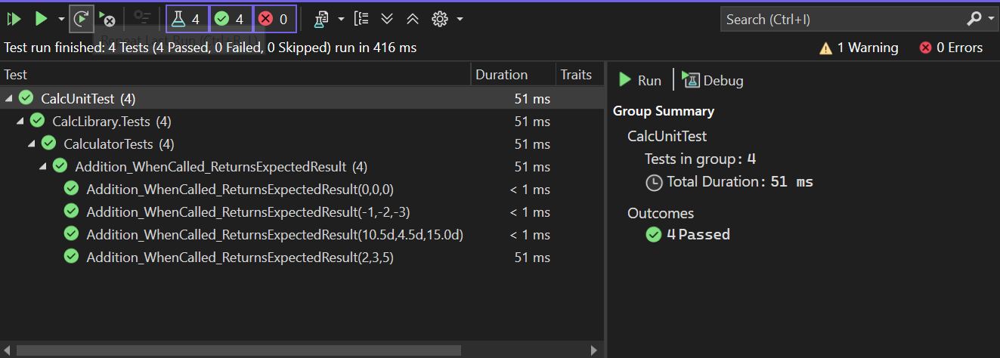 4 4 0
Search (Ctrl+I)
Repeat Last Run (Ctrl+R, L)
Test run finished: 4 Tests (4 Passed, 0 Failed, 0 Skipped) run in 416 ms
1 Warning 0 Errors
Test Duration Traits
CalcUnitTest (4) 51 ms
CalcLibrary.Tests (4) 51 ms
CalculatorTests (4) 51 ms
Addition_WhenCalled_ReturnsExpectedResult (4) 51 ms
Addition_WhenCalled_ReturnsExpectedResult(0,0,0) < 1 ms
Addition_WhenCalled_ReturnsExpectedResult(-1,-2,-3) < 1 ms
Addition_WhenCalled_ReturnsExpectedResult(10.5d,4.5d,15.0d) < 1 ms
Addition_WhenCalled_ReturnsExpectedResult(2,3,5) 51 ms
Run Debug
Group Summary
CalcUnitTest
Tests in group: 4
Total Duration: 51 ms
Outcomes
4 Passed